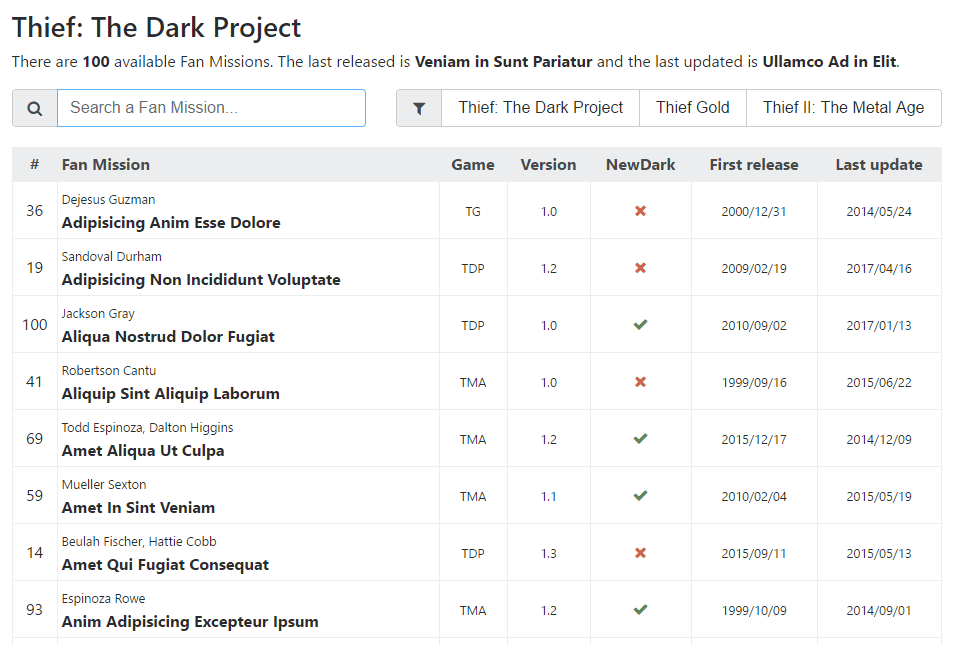 Thief: The Dark Project
There are 100 available Fan Missions. The last released is Veniam in Sunt Pariatur and the last updated is Ullamco Ad in Elit.
Search a Fan Mission... Thief: The Dark Project Thief Gold Thief II: The Metal Age
# Fan Mission Game Version NewDark First release Last update
Dejesus Guzman
36 Adipisicing Anim Esse Dolore TG 1.0 2000/12/31 2014/05/24
Sandoval Durham
19 Adipisicing Non Incididunt Voluptate TDP 1.2 2009/02/19 2017/04/16
Jackson Gray
100 Aliqua Nostrud Dolor Fugiat TDP 1.0 2010/09/02 2017/01/13
Robertson Cantu
41 Aliquip Sint Aliquip Laborum TMA 1.0 1999/09/16 2015/06/22
Todd Espinoza, Dalton Higgins
69 Amet Aliqua Ut Culpa TMA 1.2 2015/12/17 2014/12/09
Mueller Sexton
59 Amet In Sint Veniam TMA 1.1 2010/02/04 2015/05/19
Beulah Fischer, Hattie Cobb
14 Amet Qui Fugiat Consequat TDP 1.3 2015/09/11 2015/05/13
Espinoza Rowe
93 Anim Adipisicing Excepteur Ipsum TMA 1.2 1999/10/09 2014/09/01